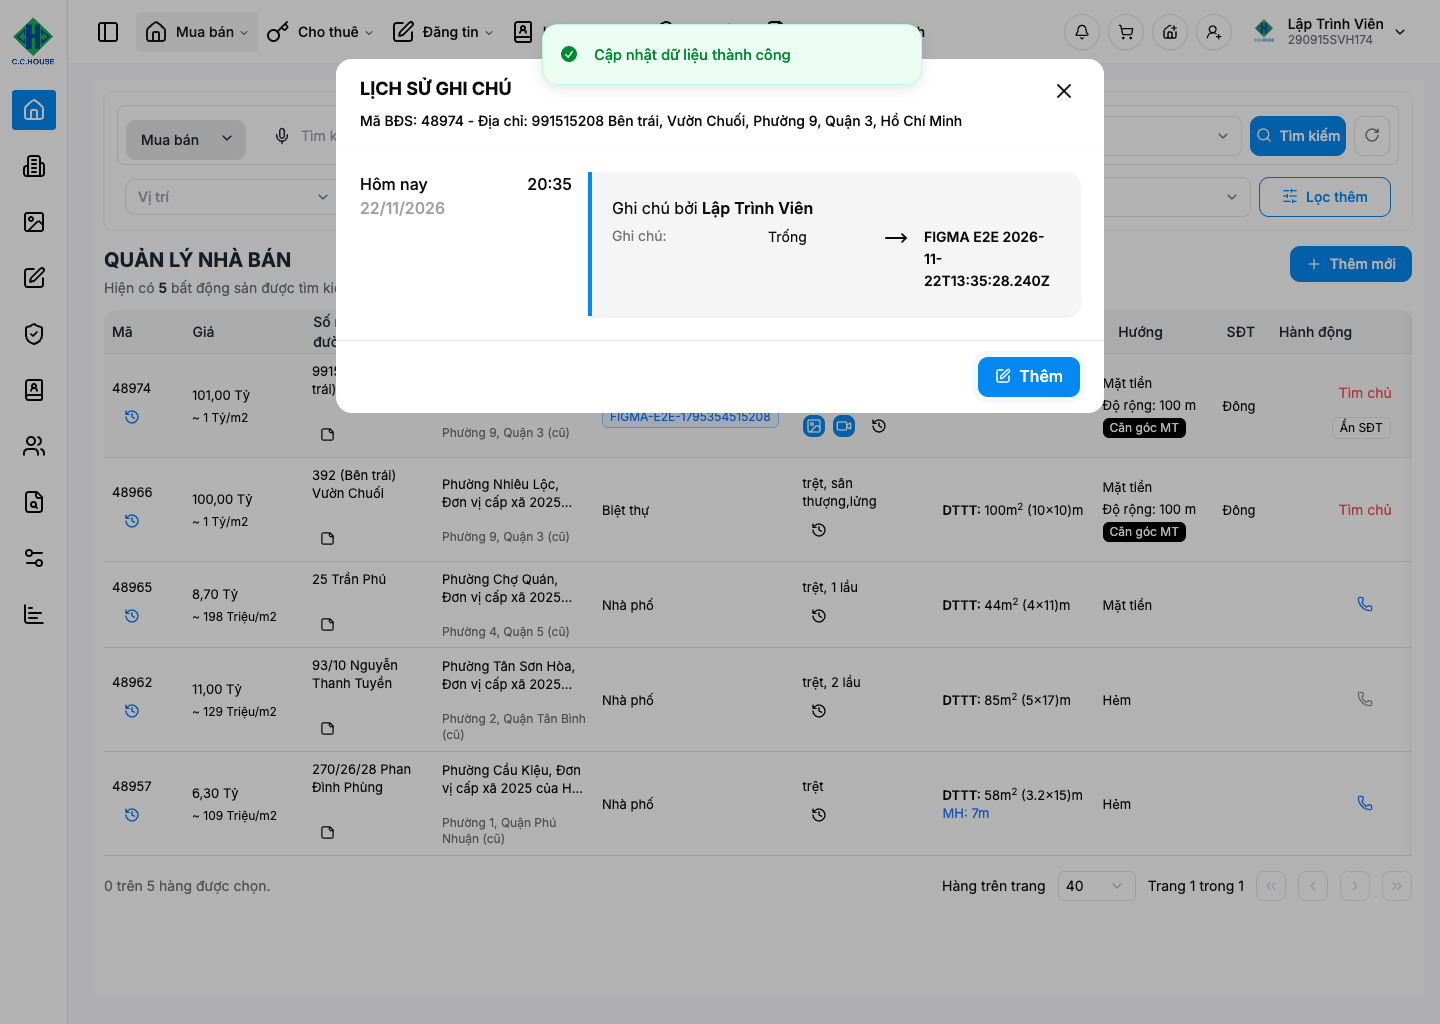 C.C.HOUSE
Mua bán
Cho thuê
Đăng tin
Cập nhật dữ liệu thành công
Lập Trình Viên
290915SVH174
LỊCH SỬ GHI CHÚ
Mã BĐS: 48974 - Địa chỉ: 991515208 Bên trái, Vườn Chuối, Phường 9, Quận 3, Hồ Chí Minh
Mua bán
Tìm k
Tìm kiếm
Vị trí
Lọc thêm
Hôm nay 20:35
22/11/2026
Ghi chú bởi Lập Trình Viên
Ghi chú: Trống → FIGMA E2E 2026-
11-
22T13:35:28.240Z
Thêm
QUẢN LÝ NHÀ BÁN
Hiện có 5 bất động sản được tìm
Thêm mới
Mã Giá Số Hướng SĐT Hành động
48974
101,00 Tỷ
~ 1 Tỷ/m2
9915
trái)
Phường 9, Quận 3 (cũ)
FIGMA-E2E-1795354515208
Mặt tiền
Độ rộng: 100 m
Căn góc MT
Đông
Tìm chủ
Ẩn SĐT
48966
100,00 Tỷ
~ 1 Tỷ/m2
392 (Bên trái)
Vườn Chuối
Phường Nhiêu Lộc,
Đơn vị cấp xã 2025...
Phường 9, Quận 3 (cũ)
Biệt thự
trệt, sân
thượng,lửng
DTTT: 100m2 (10x10)m
Mặt tiền
Độ rộng: 100 m
Căn góc MT
Đông
Tìm chủ
48965
8,70 Tỷ
~ 198 Triệu/m2
25 Trần Phú
Phường Chợ Quán,
Đơn vị cấp xã 2025...
Phường 4, Quận 5 (cũ)
Nhà phố
trệt, 1 lầu
DTTT: 44m2 (4x11)m
Mặt tiền
48962
11,00 Tỷ
~ 129 Triệu/m2
93/10 Nguyễn
Thanh Tuyền
Phường Tân Sơn Hòa,
Đơn vị cấp xã 2025...
Phường 2, Quận Tân Bình
(cũ)
Nhà phố
trệt, 2 lầu
DTTT: 85m2 (5x17)m
Hẻm
48957
6,30 Tỷ
~ 109 Triệu/m2
270/26/28 Phan
Đình Phùng
Phường Cầu Kiệu, Đơn
vị cấp xã 2025 của H...
Phường 1, Quận Phú
Nhuận (cũ)
Nhà phố
trệt
DTTT: 58m2 (3.2x15)m
MH: 7m
Hẻm
0 trên 5 hàng được chọn.
Hàng trên trang 40 Trang 1 trong 1